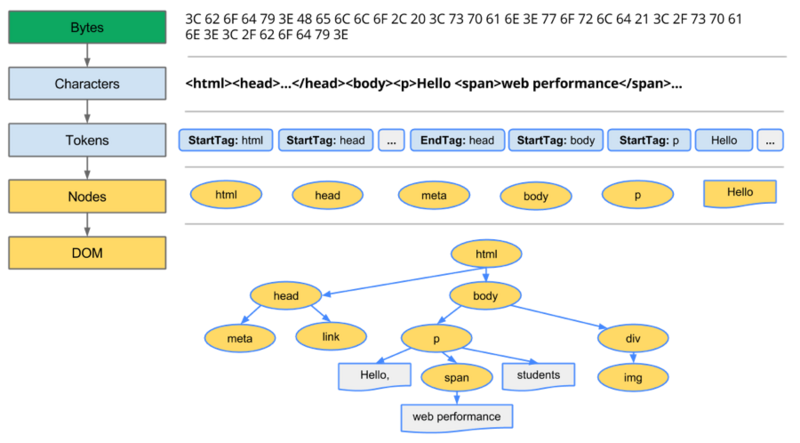 Bytes
3C 62 6F 64 79 3E 48 65 6C 6C 6F 2C 20 3C 73 70 61 6E 3E 77 6F 72 6C 64 21 3C 2F 73 70 61
6E 3E 3C 2F 62 6F 64 79 3E
Characters
<html><head>...</head><body><p>Hello <span>web performance</span>...
Tokens
StartTag: html
StartTag: head
...
EndTag: head
StartTag: body
StartTag: p
Hello
...
Nodes
html
head
meta
body
p
Hello
DOM
html
head
body
meta
link
p
div
Hello,
span
students
img
web performance